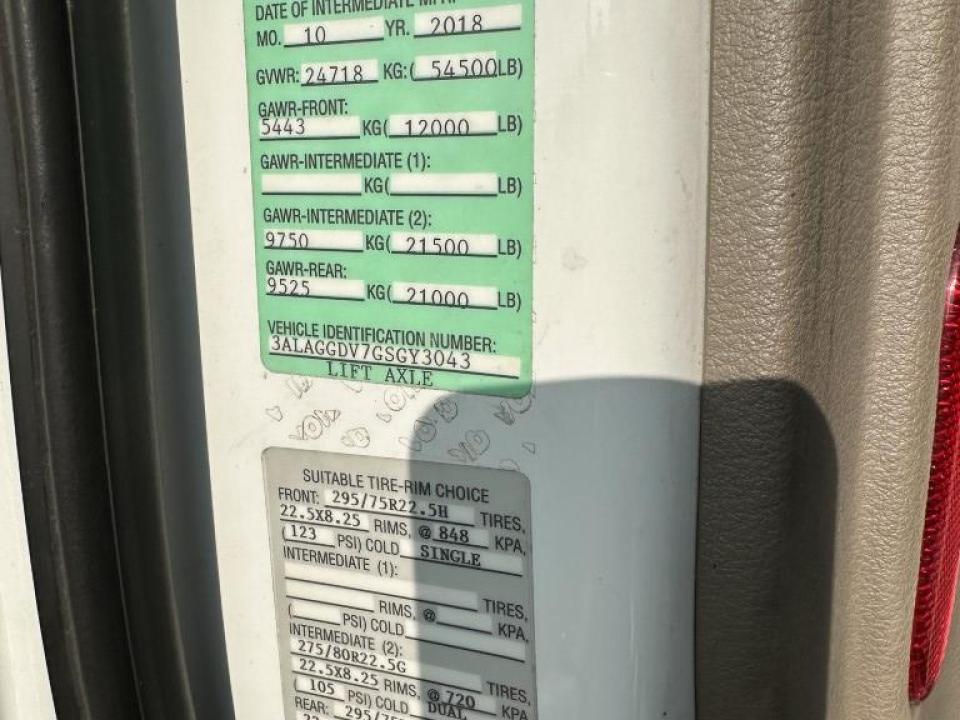 DATE OF INTERMEDIATE MFR.
MO. 10 YR. 2018
GVWR: 24718 KG: ( 54500 LB)
GAWR-FRONT:
5443 KG( 12000 LB)
GAWR-INTERMEDIATE (1):
KG( LB)
GAWR-INTERMEDIATE (2):
9750 KG( 21500 LB)
GAWR-REAR:
9525 KG( 21000 LB)
VEHICLE IDENTIFICATION NUMBER:
3ALAGGDV7GSGY3043
LIFT AXLE
SUITABLE TIRE-RIM CHOICE
FRONT: 295/75R22.5H TIRES,
22.5X8.25 RIMS, @ 848 KPA,
(123 PSI) COLD SINGLE
INTERMEDIATE (1):
TIRES,
RIMS, @ KPA,
( PSI) COLD
INTERMEDIATE (2):
275/80R22.5G TIRES,
22.5X8.25 RIMS, @ 720 KPA
( 105 PSI) COLD DUAL
REAR: 295/75